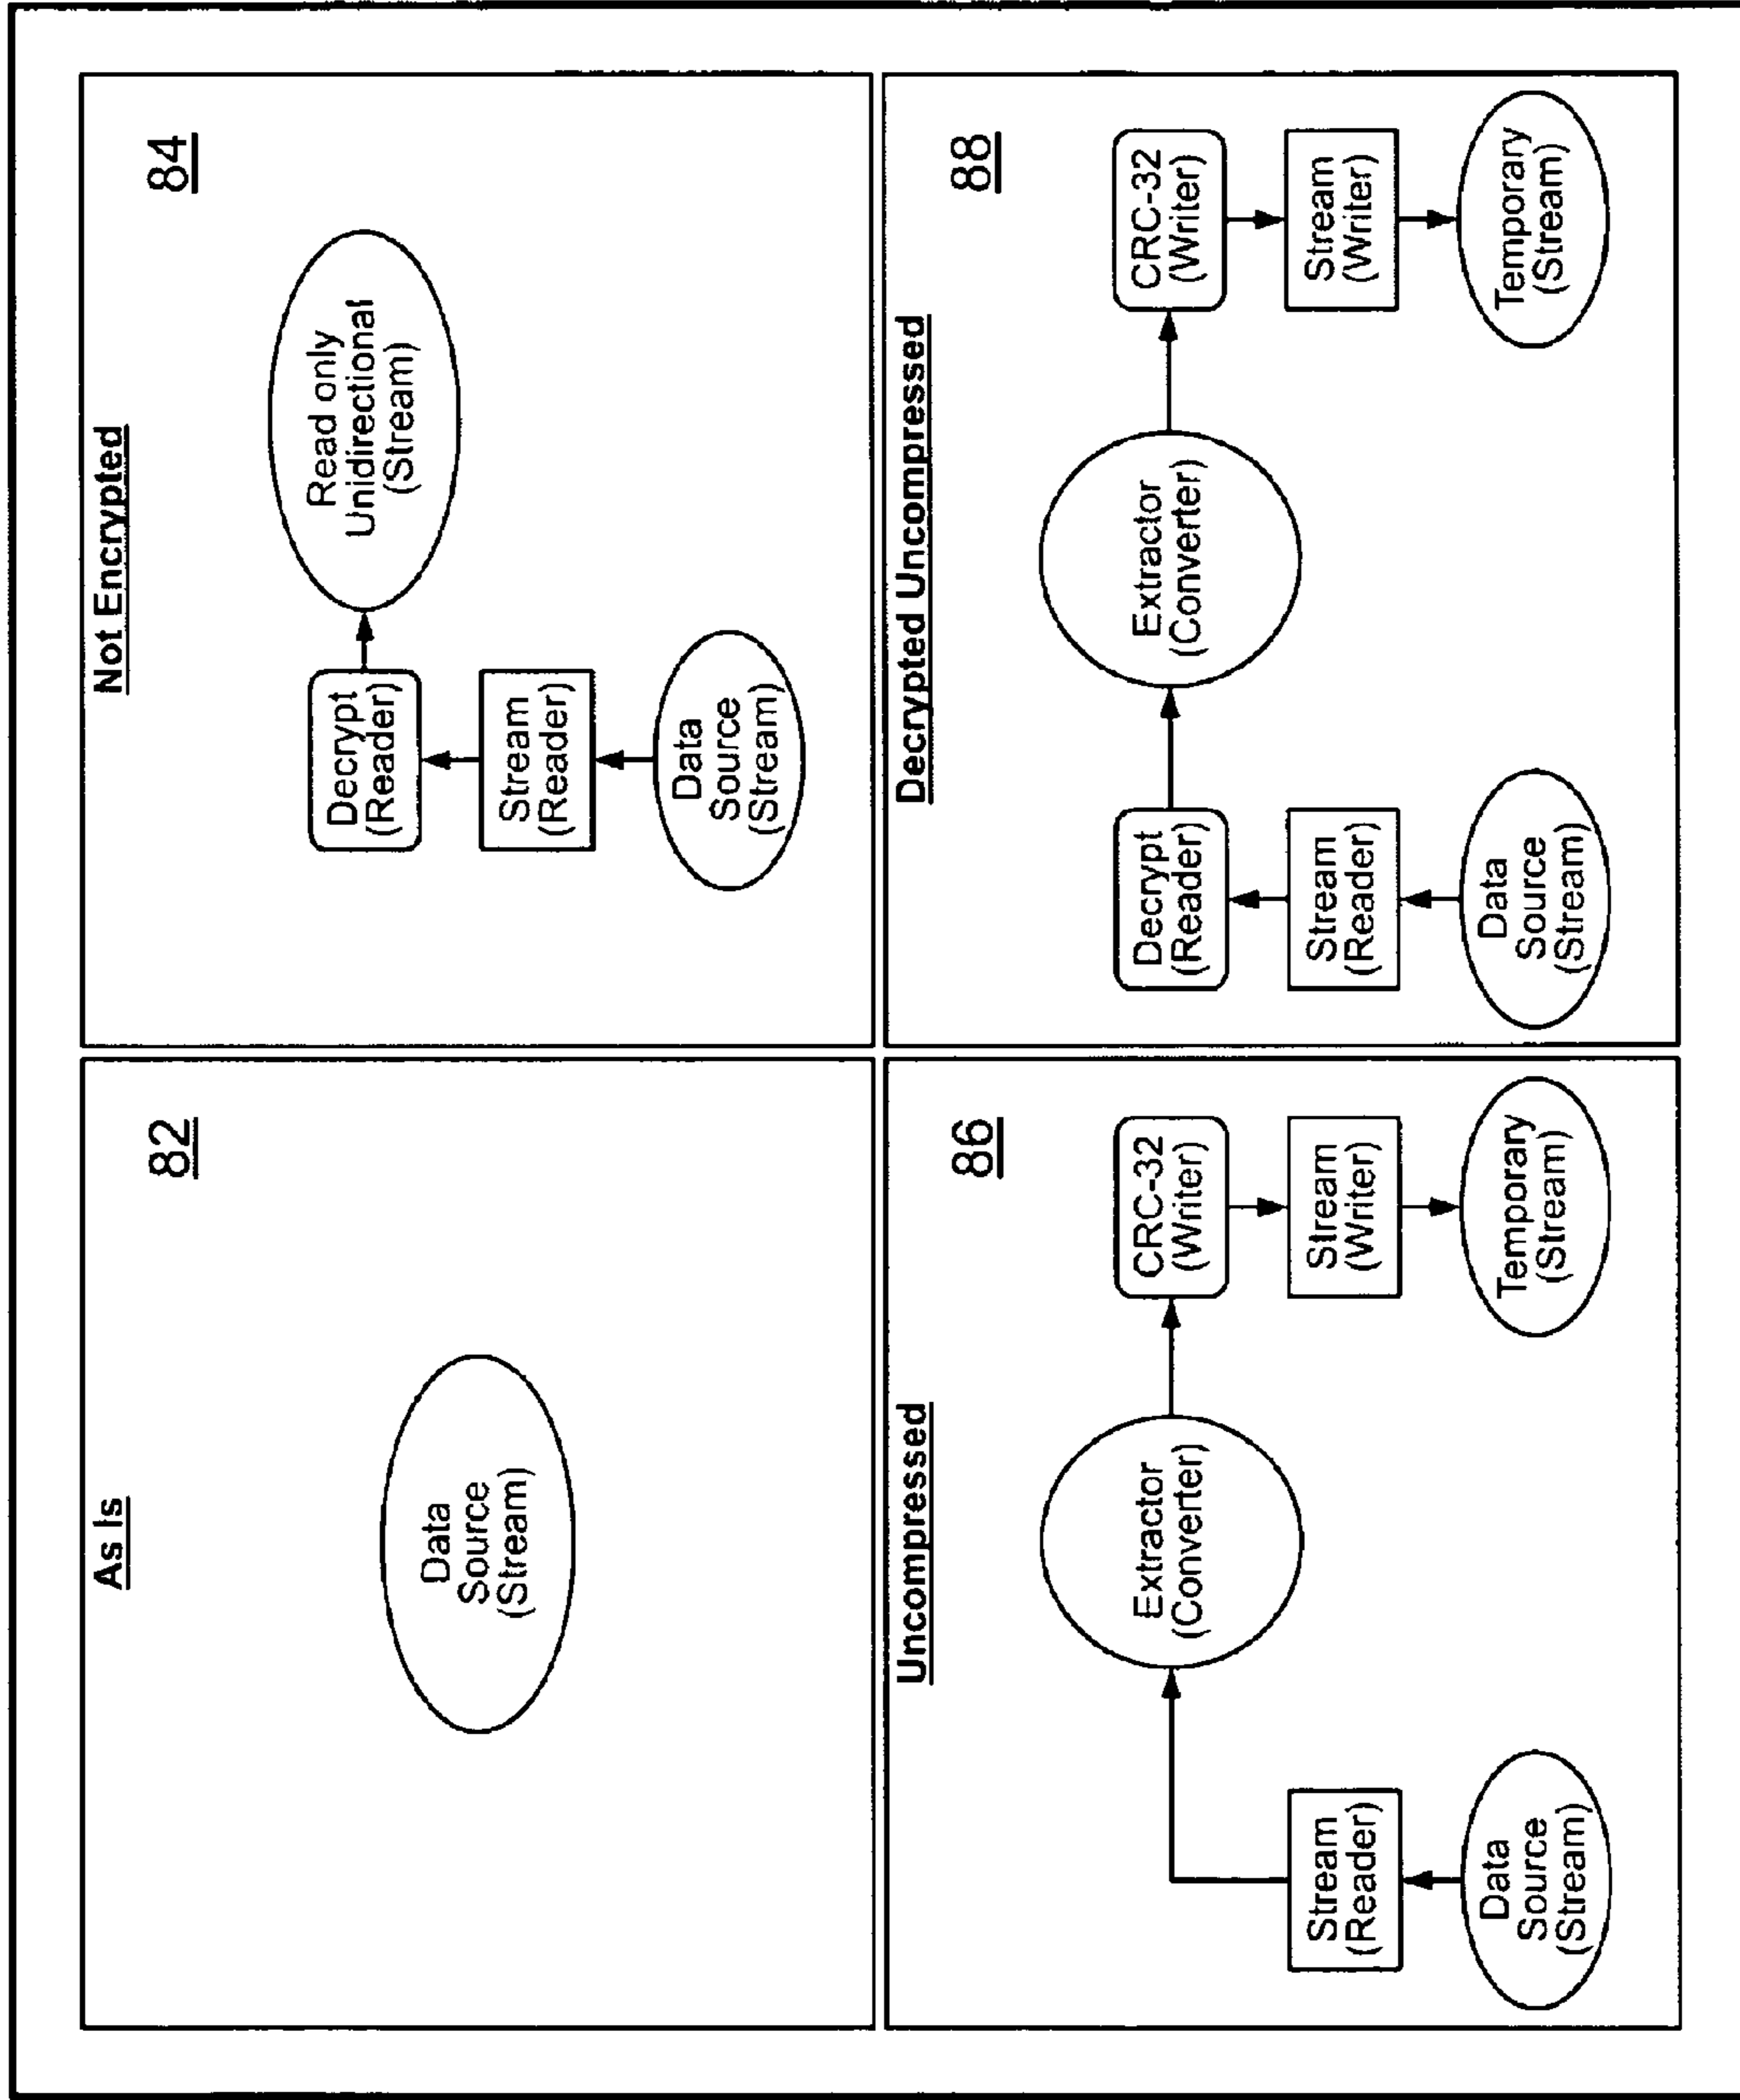 As Is
82
Data
Source
(Stream)
Not Encrypted
84
Decrypt
(Reader)
Stream
(Reader)
Data
Source
(Stream)
Read only
Unidirectional
(Stream)
Uncompressed
86
Stream
(Reader)
Data
Source
(Stream)
Extractor
(Converter)
CRC-32
(Writer)
Stream
(Writer)
Temporary
(Stream)
Decrypted Uncompressed
88
Decrypt
(Reader)
Stream
(Reader)
Data
Source
(Stream)
Extractor
(Converter)
CRC-32
(Writer)
Stream
(Writer)
Temporary
(Stream)